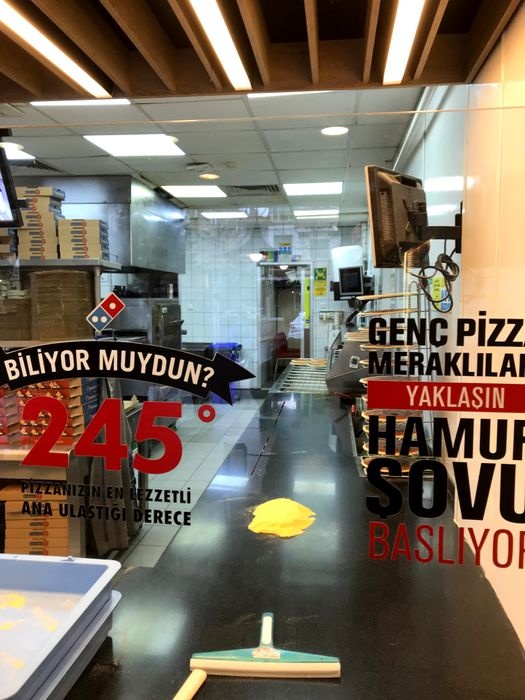 BİLİYOR MUYDUN?
245°
PİZZANIZIN EN LEZZETLİ
ANA ULAŞTIĞI DERECE
GENÇ PİZZA
MERAKLILAR
YAKLAŞIN
HAMUR
ŞOVU
BAŞLIYOR